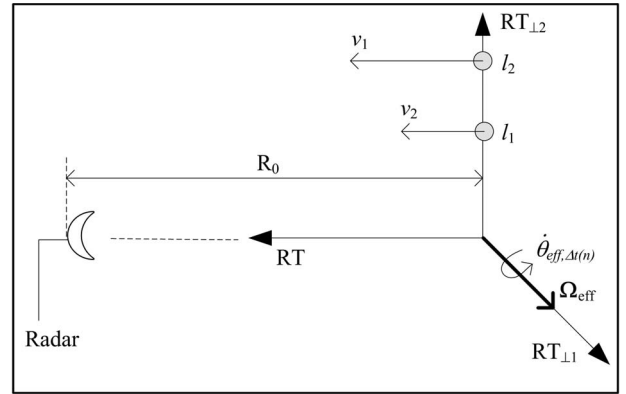 RT⊥2
v1
l2
v2
l1
R0
RT
θ̇eff,Δt(n)
Ωeff
Radar
RT⊥1